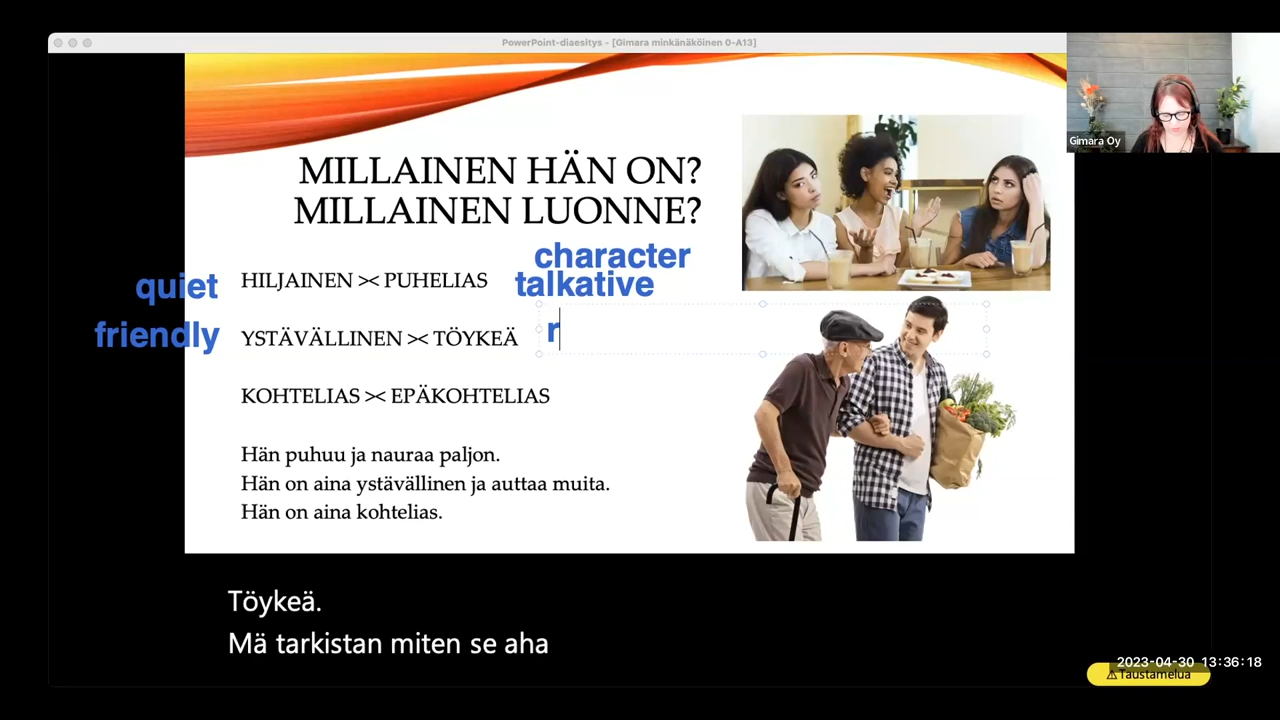 PowerPoint-diaesitys - [Gimara minkänäköinen 0-A13]
Gimara Oy
MILLAINEN HÄN ON?
MILLAINEN LUONNE?
character
quiet HILJAINEN >< PUHELIAS talkative
friendly YSTÄVÄLLINEN >< TÖYKEÄ r
KOHTELIAS >< EPÄKOHTELIAS
Hän puhuu ja nauraa paljon.
Hän on aina ystävällinen ja auttaa muita.
Hän on aina kohtelias.
Töykeä.
Mä tarkistan miten se aha
2023-04-30 13:36:18
⚠Taustamelua